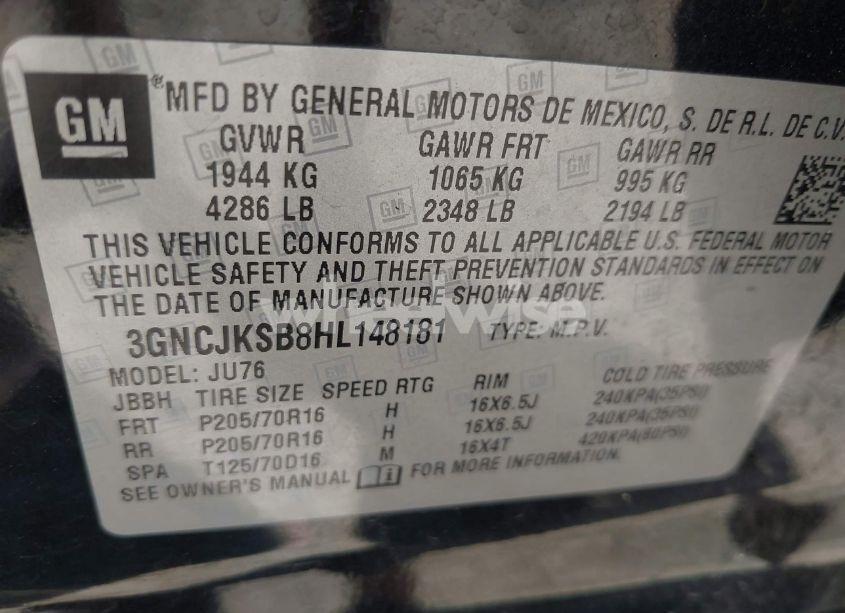 GM
® MFD BY GENERAL MOTORS DE MEXICO, S. DE R.L. DE C.V.
GVWR GAWR FRT GAWR RR
1944 KG 1065 KG 995 KG
4286 LB 2348 LB 2194 LB
THIS VEHICLE CONFORMS TO ALL APPLICABLE U.S. FEDERAL MOTOR
VEHICLE SAFETY AND THEFT PREVENTION STANDARDS IN EFFECT ON
THE DATE OF MANUFACTURE SHOWN ABOVE.
3GNCJKSB8HL148181 TYPE: M.P.V.
MODEL: JU76
JBBH TIRE SIZE SPEED RTG RIM COLD TIRE PRESSURE
FRT P205/70R16 H 16X6.5J 240KPA(35PSI)
RR P205/70R16 H 16X6.5J 240KPA(35PSI)
SPA T125/70D16 M 16X4T 420KPA(60PSI)
SEE OWNER'S MANUAL FOR MORE INFORMATION.